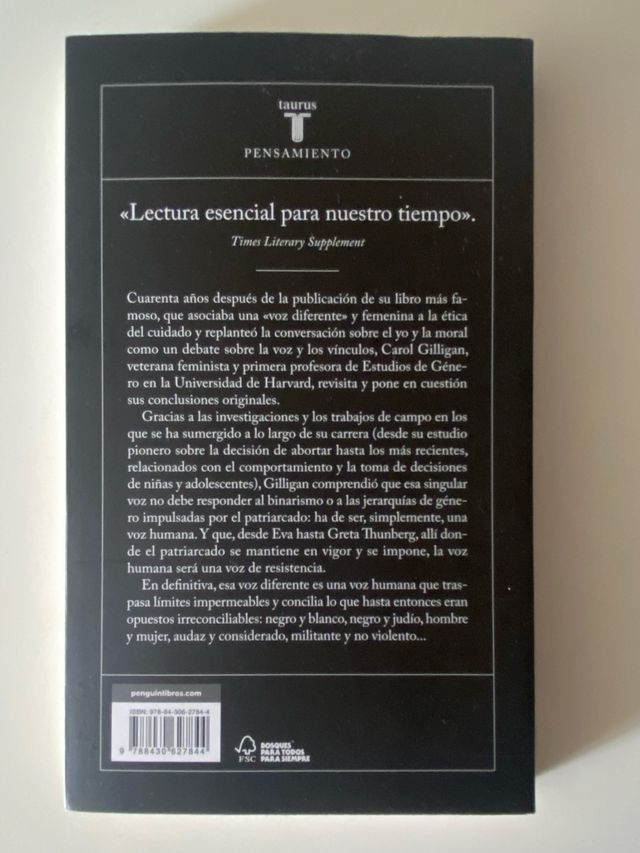 taurus
T
PENSAMIENTO
«Lectura esencial para nuestro tiempo».
Times Literary Supplement
Cuarenta años después de la publicación de su libro más fa-
moso, que asociaba una «voz diferente» y femenina a la ética
del cuidado y replanteó la conversación sobre el yo y la moral
como un debate sobre la voz y los vínculos, Carol Gilligan,
veterana feminista y primera profesora de Estudios de Géne-
ro en la Universidad de Harvard, revisita y pone en cuestión
sus conclusiones originales.
Gracias a las investigaciones y los trabajos de campo en los
que se ha sumergido a lo largo de su carrera (desde su estudio
pionero sobre la decisión de abortar hasta los más recientes,
relacionados con el comportamiento y la toma de decisiones
de niñas y adolescentes), Gilligan comprendió que esa singular
voz no debe responder al binarismo o a las jerarquías de géne-
ro impulsadas por el patriarcado: ha de ser, simplemente, una
voz humana. Y que, desde Eva hasta Greta Thunberg, allí don-
de el patriarcado se mantiene en vigor y se impone, la voz
humana será una voz de resistencia.
En definitiva, esa voz diferente es una voz humana que tras-
pasa límites impermeables y concilia lo que hasta entonces eran
opuestos irreconciliables: negro y blanco, negro y judío, hombre
y mujer, audaz y considerado, militante y no violento...
penguinlibros.com
ISBN: 978-84-306-2784-4
9 788430 627844
FSC
BOSQUES
PARA TODOS
PARA SIEMPRE